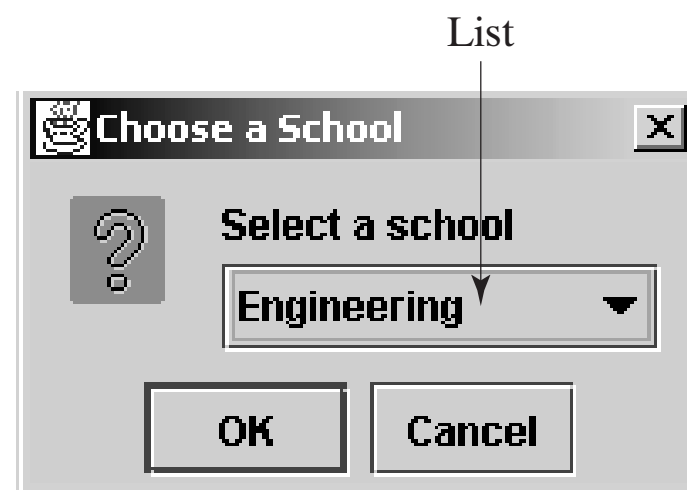 List
Choose a School
Select a school
Engineering
OK Cancel